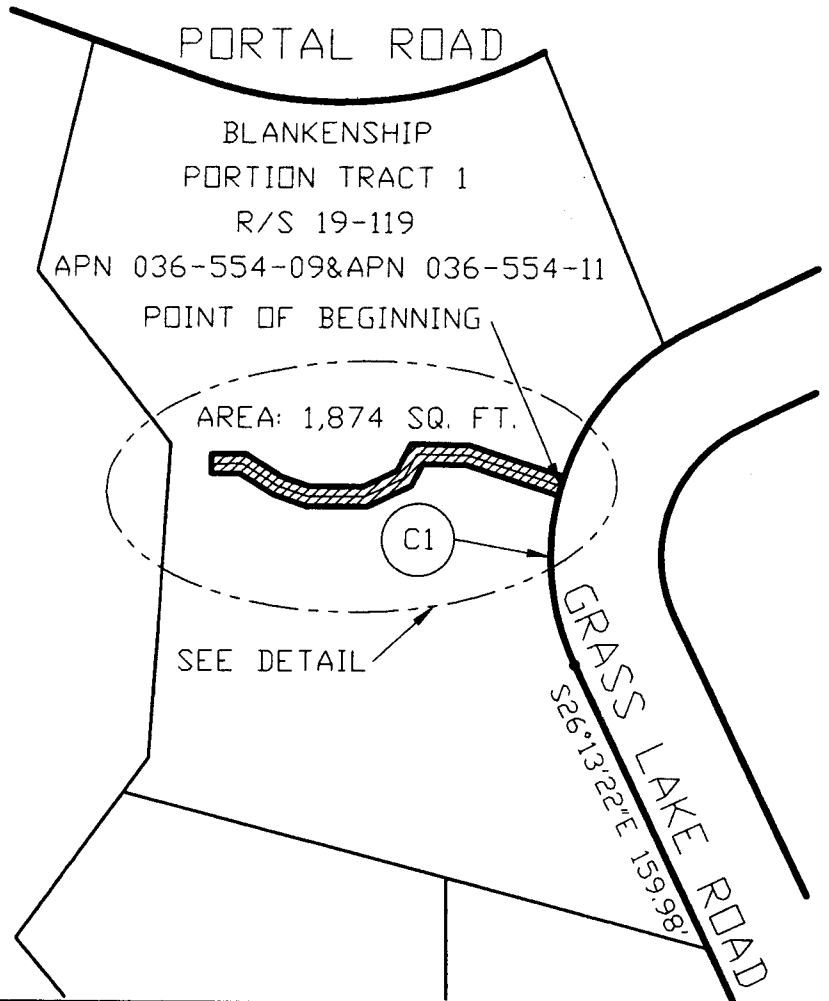 PORTAL ROAD
BLANKENSHIP
PORTION TRACT 1
R/S 19-119
APN 036-554-09&APN 036-554-11
POINT OF BEGINNING
AREA: 1,874 SQ. FT.
C1
SEE DETAIL
GRASS LAKE ROAD
S26°13'22"E 159.98'